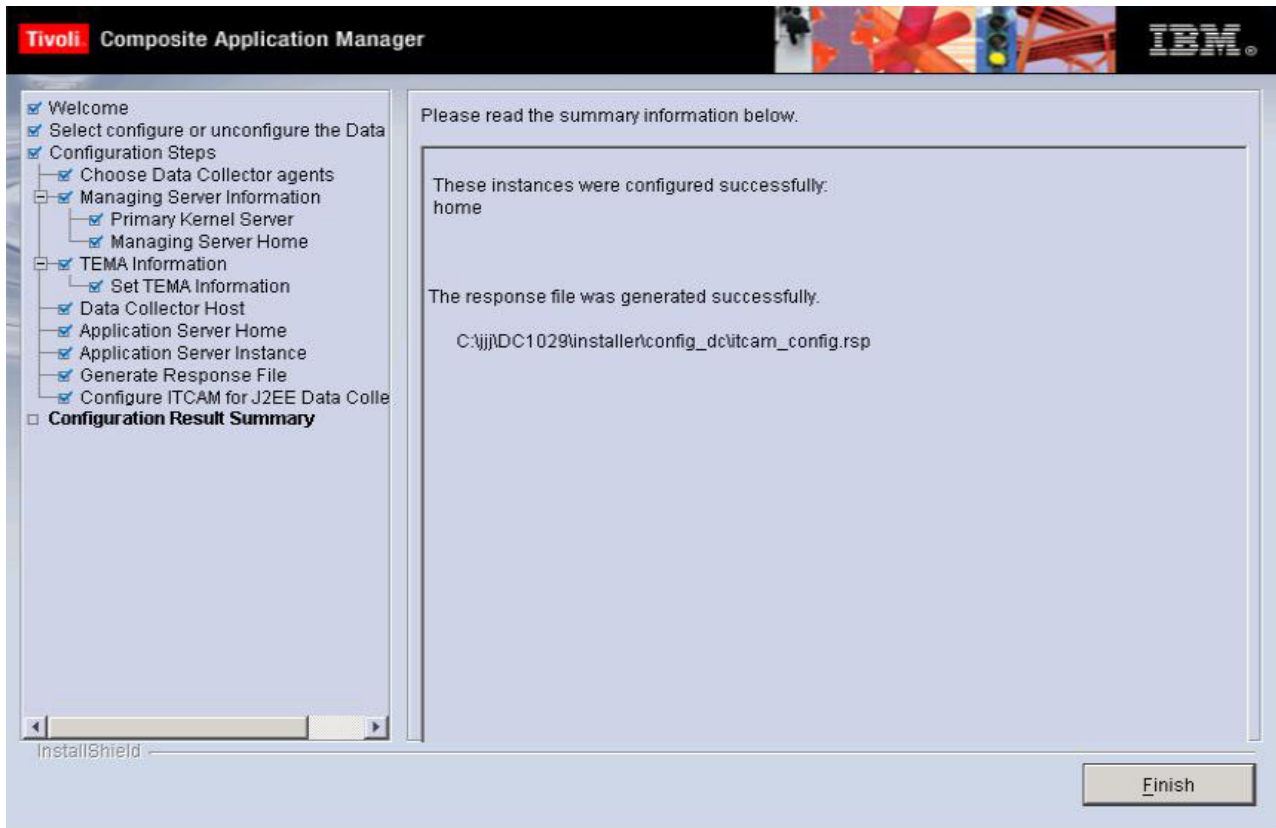 Tivoli. Composite Application Manager
IBM®
Welcome
Select configure or unconfigure the Data
Configuration Steps
Choose Data Collector agents
Managing Server Information
Primary Kernel Server
Managing Server Home
TEMA Information
Set TEMA Information
Data Collector Host
Application Server Home
Application Server Instance
Generate Response File
Configure ITCAM for J2EE Data Colle
Configuration Result Summary
Please read the summary information below.
These instances were configured successfully:
home
The response file was generated successfully.
C:\jjj\DC1029\installer\config_dc\itcam_config.rsp
InstallShield
Finish